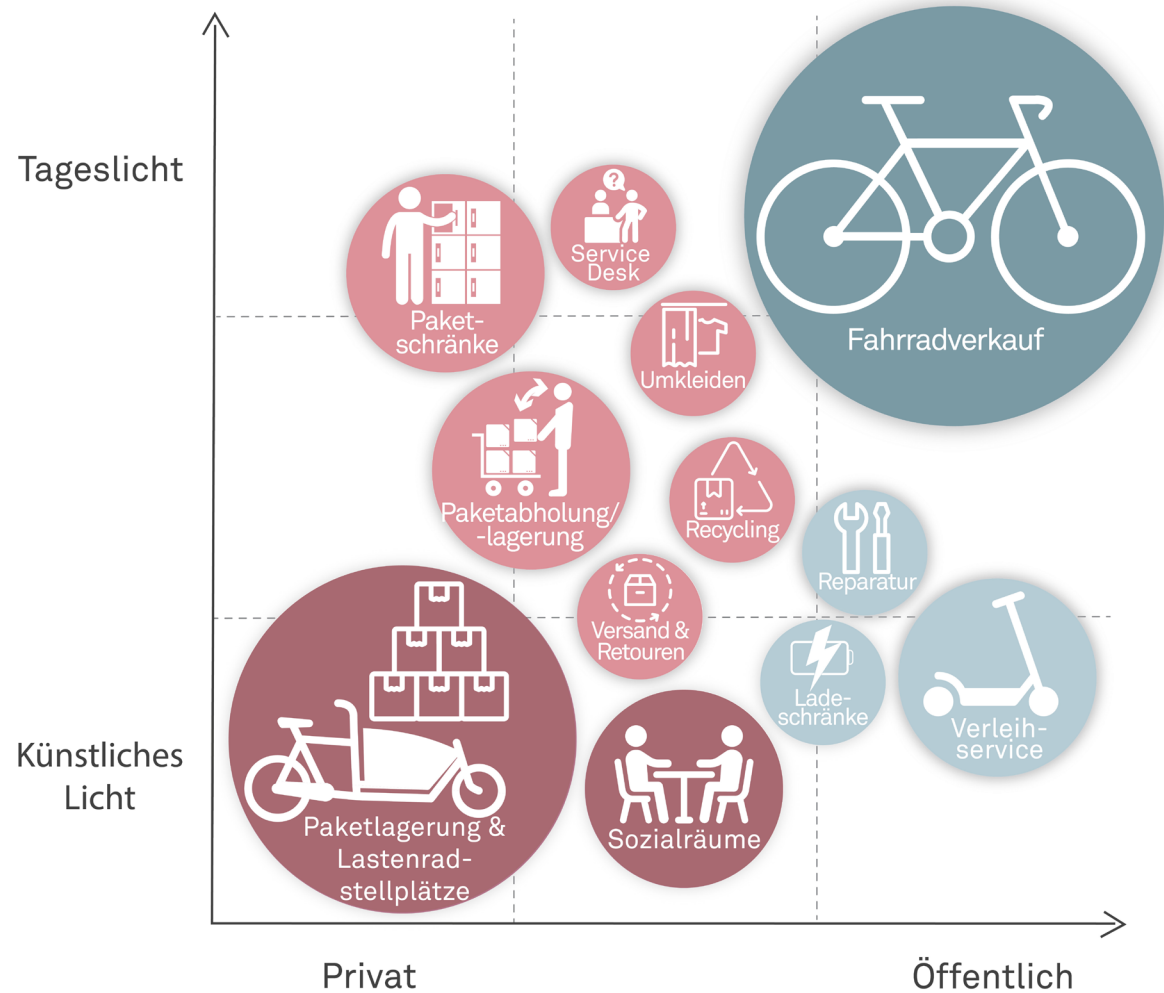 Tageslicht
Künstliches
Licht
Privat
Öffentlich
Paket-
schränke
?
Service
Desk
Umkleiden
Fahrradverkauf
Paketabholung/
-lagerung
Recycling
Reparatur
Versand &
Retouren
Lade-
schränke
Verleih-
service
Paketlagerung &
Lastenrad-
stellplätze
Sozialräume